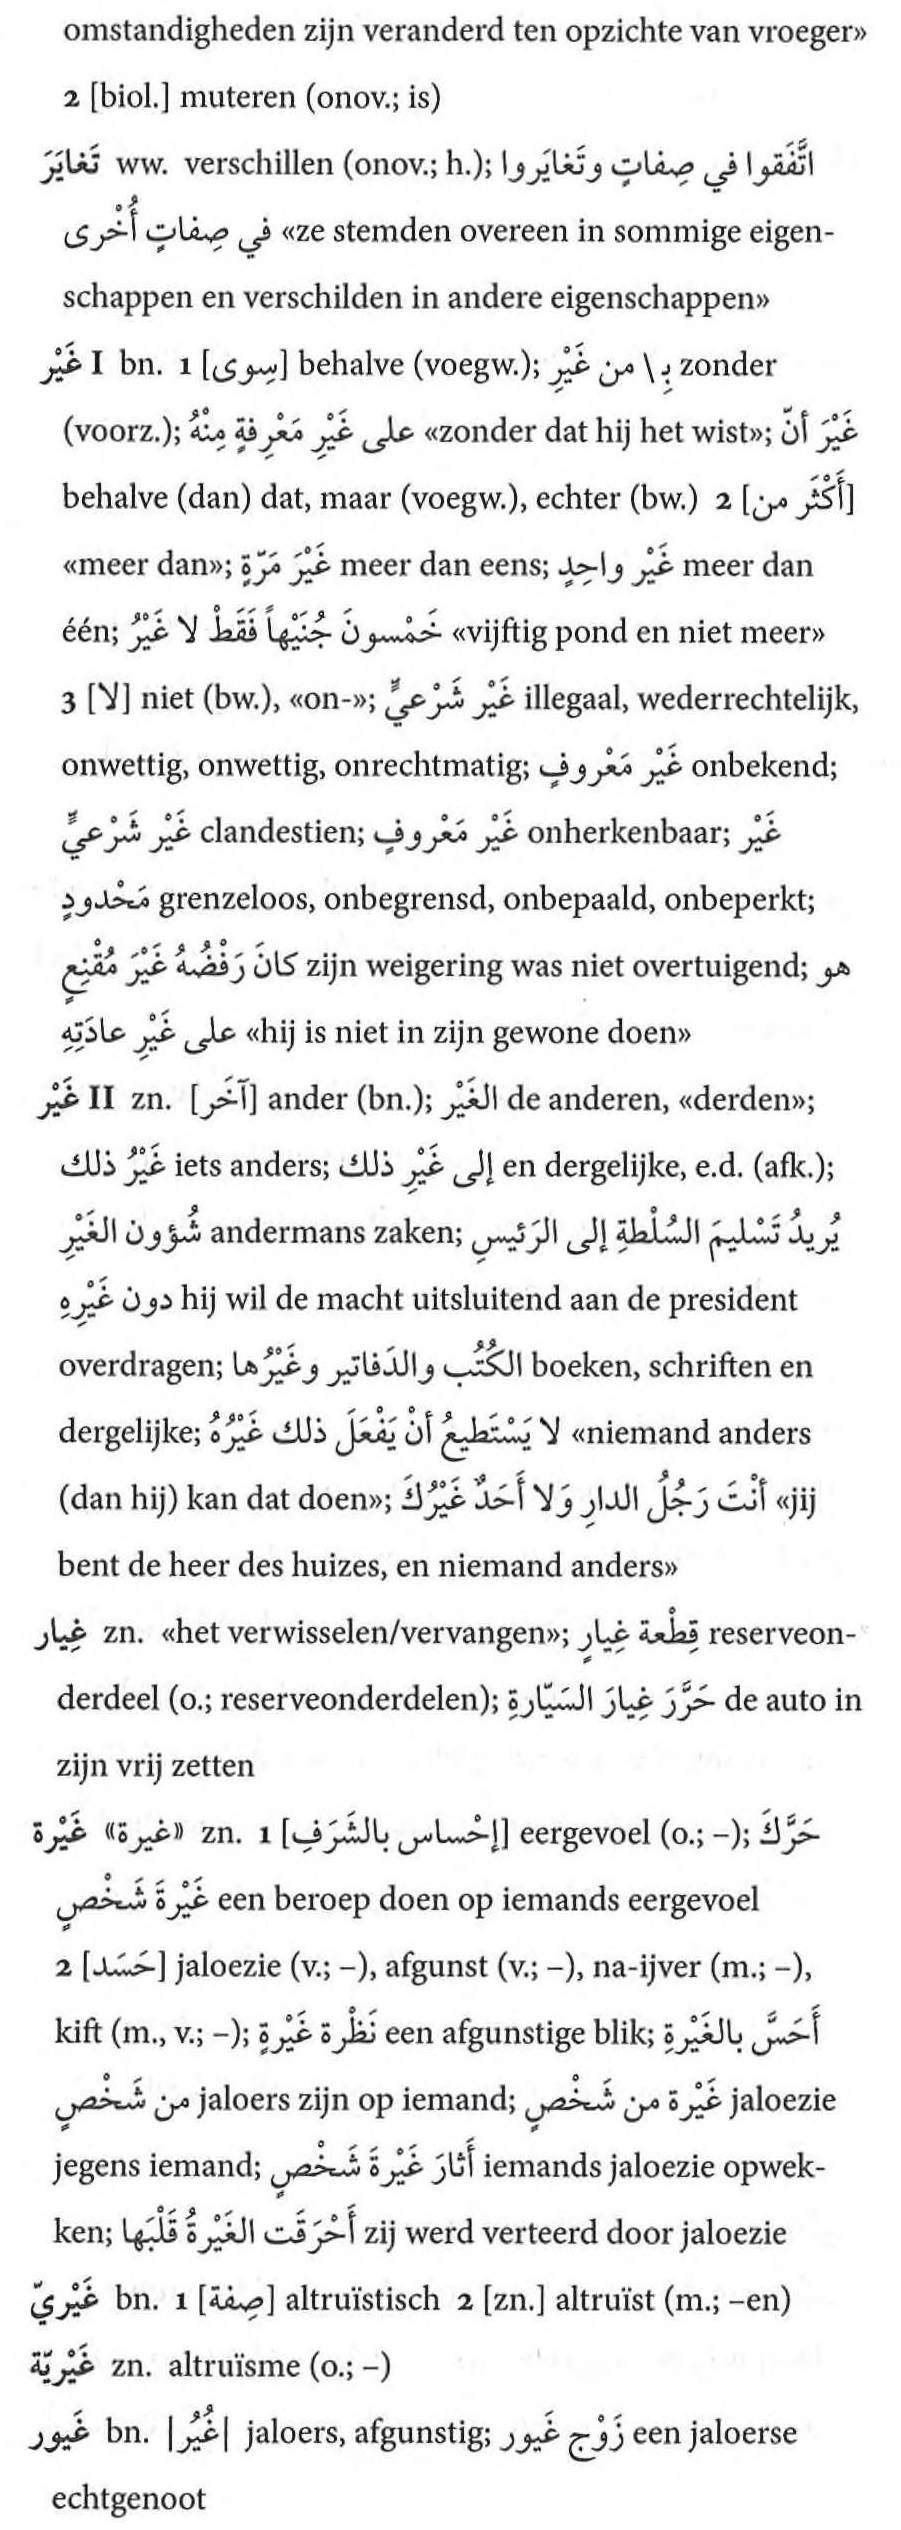 omstandigheden zijn veranderd ten opzichte van vroeger»
2 [biol.] muteren (onov.; is)
تَغايَرَ ww. verschillen (onov.; h.); اتَّفَقوا في صِفاتٍ وتَغايَروا
في صِفاتٍ أُخْرى «ze stemden overeen in sommige eigen-
schappen en verschilden in andere eigenschappen»
غَيْر I bn. 1 [سِوى] behalve (voegw.); بِ \ من غَيْرِ zonder
(voorz.); على غَيْرِ مَعْرِفةٍ مِنْهُ «zonder dat hij het wist»; غَيْرَ أنّ
behalve (dan) dat, maar (voegw.), echter (bw.) 2 [أَكْثَر من]
«meer dan»; غَيْرَ مَرّةٍ meer dan eens; غَيْر واحِدٍ meer dan
één; خَمْسونَ جُنَيْهاً فَقَطْ لا غَيْرُ «vijftig pond en niet meer»
3 [لا] niet (bw.), «on-»; غَيْر شَرْعيٍّ illegaal, wederrechtelijk,
onwettig, onwettig, onrechtmatig; غَيْر مَعْروفٍ onbekend;
غَيْر شَرْعيٍّ clandestien; غَيْر مَعْروفٍ onherkenbaar; غَيْر
مَحْدودٍ grenzeloos, onbegrensd, onbepaald, onbeperkt;
كانَ رَفْضُهُ غَيْرَ مُقْنِعٍ zijn weigering was niet overtuigend; هو
على غَيْرِ عادَتِهِ «hij is niet in zijn gewone doen»
غَيْر II zn. [آخَر] ander (bn.); الغَيْر de anderen, «derden»;
غَيْرُ ذلك iets anders; إلى غَيْرِ ذلك en dergelijke, e.d. (afk.);
شُؤون الغَيْرِ andermans zaken; يُريدُ تَسْليمَ السُلْطةِ إلى الرَئيسِ
دون غَيْرِهِ hij wil de macht uitsluitend aan de president
overdragen; الكُتُب والدَفاتير وغَيْرُها boeken, schriften en
dergelijke; لا يَسْتَطيعُ أنْ يَفْعَلَ ذلك غَيْرُهُ «niemand anders
(dan hij) kan dat doen»; أنْتَ رَجُلُ الدارِ وَلا أَحَدٌ غَيْرُكَ «jij
bent de heer des huizes, en niemand anders»
غِيار zn. «het verwisselen/vervangen»; قِطْعة غِيارٍ reserveon-
derdeel (o.; reserveonderdelen); حَرَّرَ غِيارَ السَيّارةِ de auto in
zijn vrij zetten
غَيْرة «غيرة» zn. 1 [إحْساس بالشَرَفِ] eergevoel (o.; –); حَرَّكَ
غَيْرةَ شَخْصٍ een beroep doen op iemands eergevoel
2 [حَسَد] jaloezie (v.; –), afgunst (v.; –), na-ijver (m.; –),
kift (m., v.; –); نَظْرة غَيْرةٍ een afgunstige blik; أَحَسَّ بالغَيْرةِ
من شَخْصٍ jaloers zijn op iemand; غَيْرة من شَخْصٍ jaloezie
jegens iemand; أثارَ غَيْرةَ شَخْصٍ iemands jaloezie opwek-
ken; أَحْرَقَت الغَيْرةُ قَلْبَها zij werd verteerd door jaloezie
غَيْريّ bn. 1 [صِفة] altruïstisch 2 [zn.] altruïst (m.; –en)
غَيْريّة zn. altruïsme (o.; –)
غَيور bn. |غُيُر| jaloers, afgunstig; زَوْج غَيور een jaloerse
echtgenoot